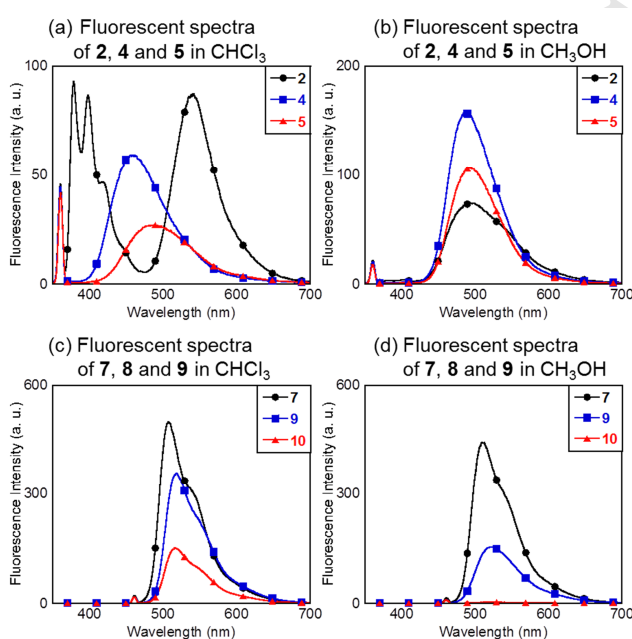 (a) Fluorescent spectra
of 2, 4 and 5 in CHCl3
(b) Fluorescent spectra
of 2, 4 and 5 in CH3OH
Fluorescence Intensity (a. u.)
100
50
0
400 500 600 700
Wavelength (nm)
2
4
5
Fluorescence Intensity (a. u.)
200
150
100
50
0
400 500 600 700
Wavelength (nm)
2
4
5
(c) Fluorescent spectra
of 7, 8 and 9 in CHCl3
(d) Fluorescent spectra
of 7, 8 and 9 in CH3OH
Fluorescence Intensity (a. u.)
600
300
0
400 500 600 700
Wavelength (nm)
7
9
10
Fluorescence Intensity (a. u.)
600
300
0
400 500 600 700
Wavelength (nm)
7
9
10